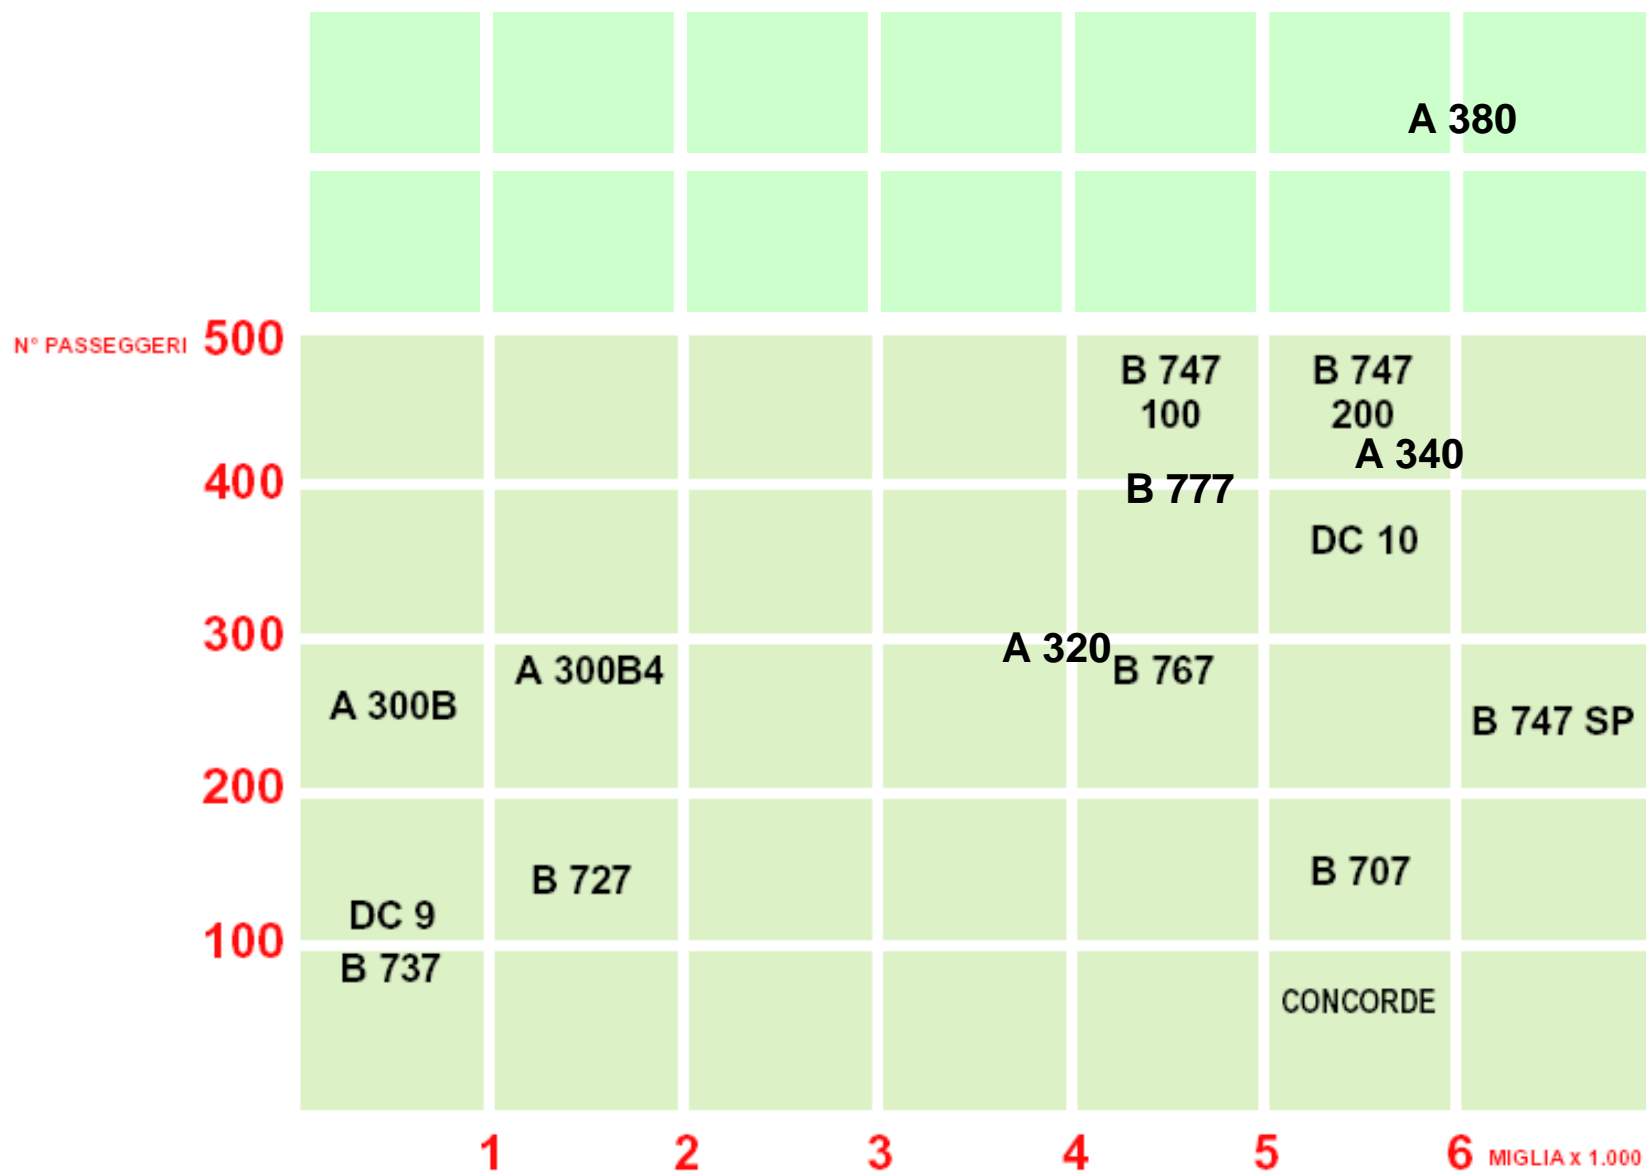 A 380
N° PASSEGGERI 500
B 747
100
B 747
200
A 340
400
B 777
DC 10
300
A 320
A 300B4
B 767
A 300B
B 747 SP
200
B 727
B 707
DC 9
100
B 737
CONCORDE
1 2 3 4 5 6 MIGLIA x 1.000